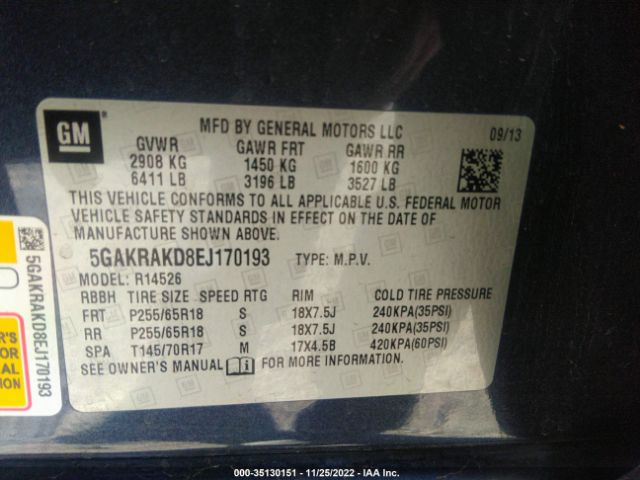 GM
MFD BY GENERAL MOTORS LLC 09/13
GVWR GAWR FRT GAWR RR
2908 KG 1450 KG 1600 KG
6411 LB 3196 LB 3527 LB
THIS VEHICLE CONFORMS TO ALL APPLICABLE U.S. FEDERAL MOTOR
VEHICLE SAFETY STANDARDS IN EFFECT ON THE DATE OF
MANUFACTURE SHOWN ABOVE.
5GAKRAKD8EJ170193 TYPE: M.P.V.
MODEL: R14526
RBBH TIRE SIZE SPEED RTG RIM COLD TIRE PRESSURE
FRT P255/65R18 S 18X7.5J 240KPA(35PSI)
RR P255/65R18 S 18X7.5J 240KPA(35PSI)
SPA T145/70R17 M 17X4.5B 420KPA(60PSI)
SEE OWNER'S MANUAL FOR MORE INFORMATION
5GAKRAKD8EJ170193
R'S
FOR
AL
000-35130151 — 11/25/2022 — IAA Inc.